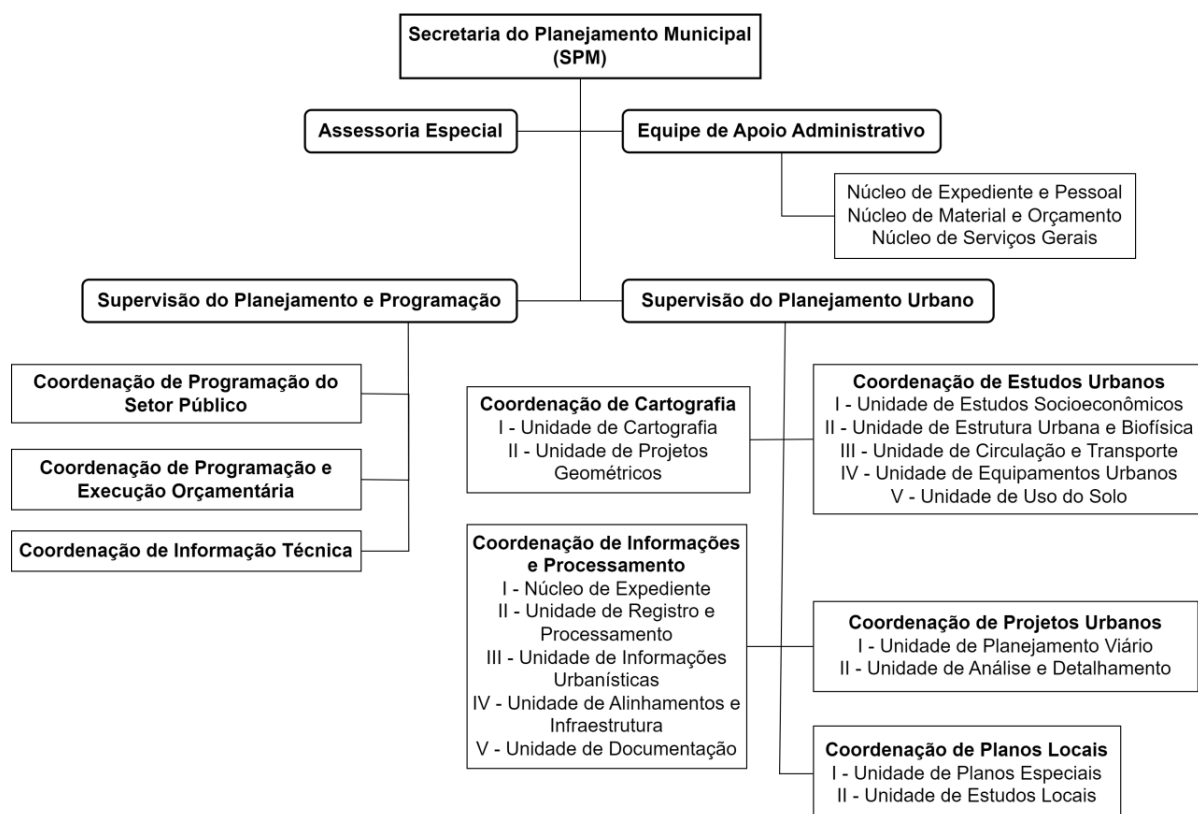 Secretaria do Planejamento Municipal
(SPM)
Assessoria Especial
Equipe de Apoio Administrativo
Núcleo de Expediente e Pessoal
Núcleo de Material e Orçamento
Núcleo de Serviços Gerais
Supervisão do Planejamento e Programação
Supervisão do Planejamento Urbano
Coordenação de Programação do
Setor Público
Coordenação de Programação e
Execução Orçamentária
Coordenação de Informação Técnica
Coordenação de Cartografia
I - Unidade de Cartografia
II - Unidade de Projetos
Geométricos
Coordenação de Informações
e Processamento
I - Núcleo de Expediente
II - Unidade de Registro e
Processamento
III - Unidade de Informações
Urbanísticas
IV - Unidade de Alinhamentos e
Infraestrutura
V - Unidade de Documentação
Coordenação de Estudos Urbanos
I - Unidade de Estudos Socioeconômicos
II - Unidade de Estrutura Urbana e Biofísica
III - Unidade de Circulação e Transporte
IV - Unidade de Equipamentos Urbanos
V - Unidade de Uso do Solo
Coordenação de Projetos Urbanos
I - Unidade de Planejamento Viário
II - Unidade de Análise e Detalhamento
Coordenação de Planos Locais
I - Unidade de Planos Especiais
II - Unidade de Estudos Locais